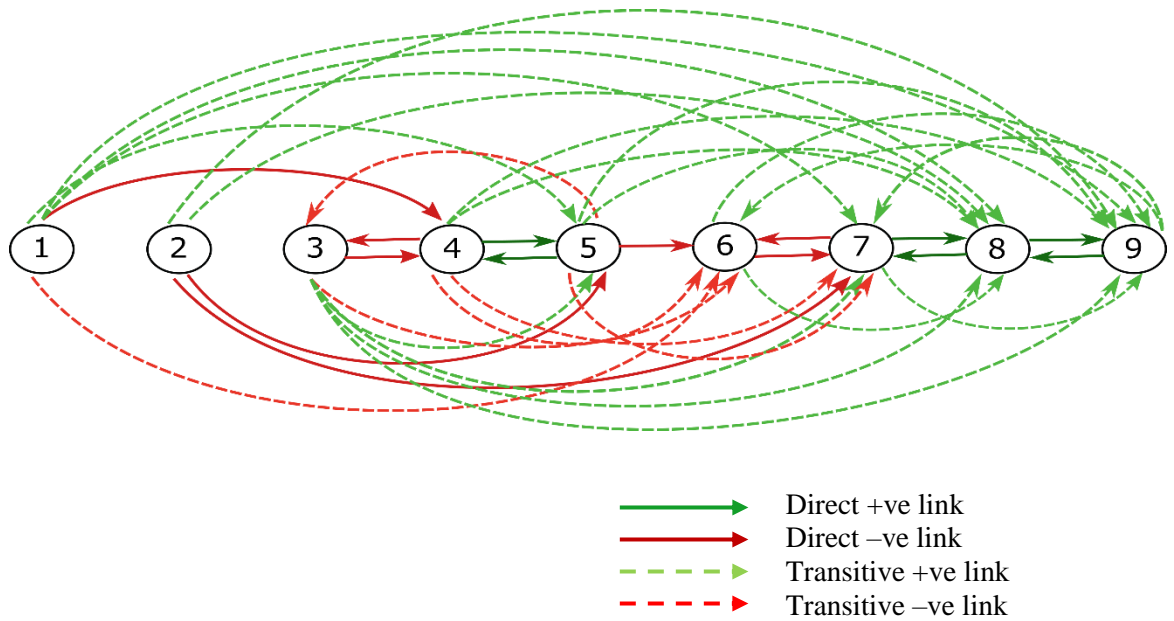 1 2 3 4 5 6 7 8 9
Direct +ve link
Direct –ve link
Transitive +ve link
Transitive –ve link